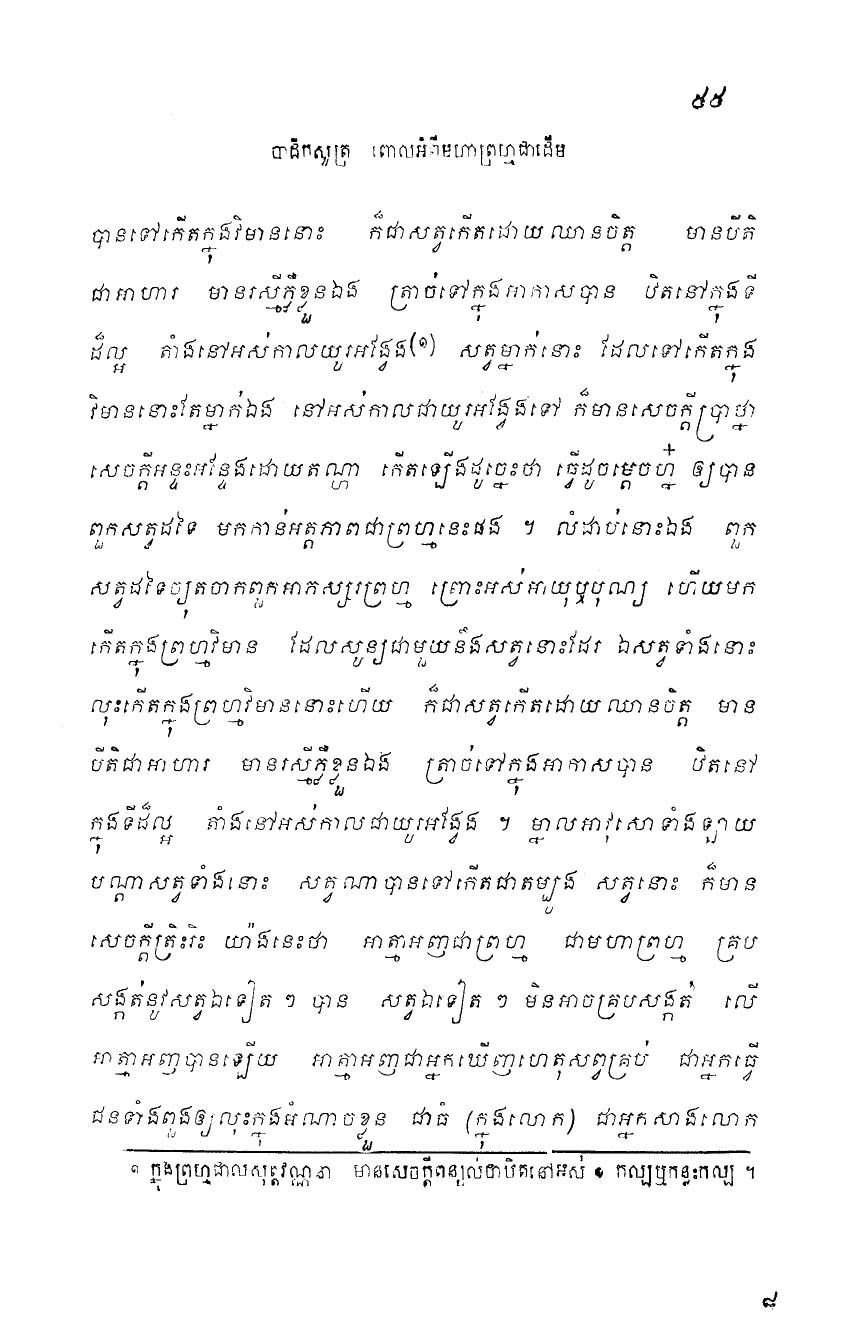 ៥៥
បាដិកសូត្រ ពោលអំពីមហាព្រហ្មជាដើម
បានទៅកើតក្នុងវិមាននោះ ក៏ជាសត្វកើតដោយឈានចិត្ត មានបីតិ
ជាអាហារ មានរស្មីភ្លឺខ្លួនឯង ត្រាច់ទៅក្នុងអាកាសបាន ឋិតនៅក្នុងទី
ដ៏ល្អ តាំងនៅអស់កាលយូរអង្វែង(១) សត្វម្នាក់នោះ ដែលទៅកើតក្នុង
វិមាននោះតែម្នាក់ឯង នៅអស់កាលជាយូរអង្វែងទៅ ក៏មានសេចក្តីប្រាថ្នា
សេចក្តីអន្ទះអន្ទែងដោយតណ្ហា កើតឡើងដូច្នេះថា ធ្វើដូចម្តេចហ្ន៎ ឲ្យបាន
ពួកសត្វដទៃ មកកាន់អត្តភាពជាព្រហ្មនេះផង ។ លំដាប់នោះឯង ពួក
សត្វដទៃច្យុតចាកពួកអាភស្សរព្រហ្ម ព្រោះអស់អាយុឬបុណ្យ ហើយមក
កើតក្នុងព្រហ្មវិមាន ដែលសូន្យជាមួយនឹងសត្វនោះដែរ ឯសត្វទាំងនោះ
លុះកើតក្នុងព្រហ្មវិមាននោះហើយ ក៏ជាសត្វកើតដោយឈានចិត្ត មាន
បីតិជាអាហារ មានរស្មីភ្លឺខ្លួនឯង ត្រាច់ទៅក្នុងអាកាសបាន ឋិតនៅ
ក្នុងទីដ៏ល្អ តាំងនៅអស់កាលជាយូរអង្វែង ។ ម្នាលអាវុសោទាំងឡាយ
បណ្តាសត្វទាំងនោះ សត្វណាបានទៅកើតជាតម្បូង សត្វនោះ ក៏មាន
សេចក្តីត្រិះរិះ យ៉ាងនេះថា អាត្មាអញជាព្រហ្ម ជាមហាព្រហ្ម គ្រប
សង្កត់នូវសត្វឯទៀត ៗ បាន សត្វឯទៀត ៗ មិនអាចគ្របសង្កត់ លើ
អាត្មាអញបានឡើយ អាត្មាអញជាអ្នកឃើញហេតុសព្វគ្រប់ ជាអ្នកធ្វើ
ជនទាំងពួងឲ្យលុះក្នុងអំណាចខ្លួន ជាធំ (ក្នុងលោក) ជាអ្នកសាងលោក
១ ក្នុងព្រហ្មជាលសុត្តវណ្ណនា មានសេចក្តីពន្យល់ថាឋិតនៅអស់ ១ កល្បឬកន្លះកល្ប ។
៨